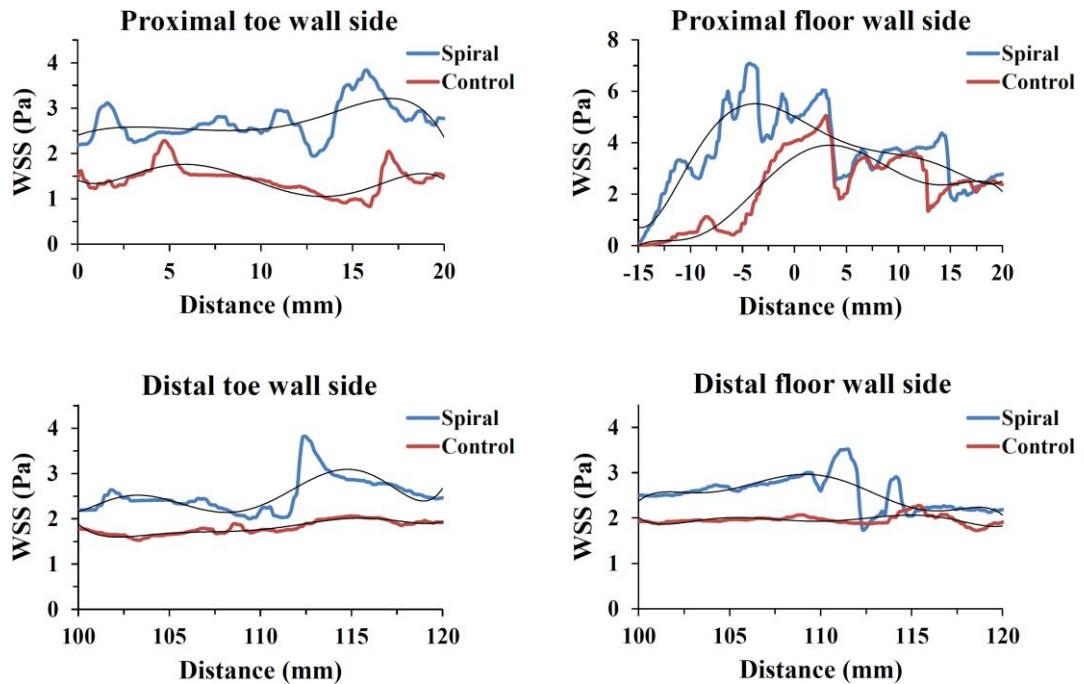 Proximal toe wall side
Spiral
Control
WSS (Pa)
4
3
2
1
0
0 5 10 15 20
Distance (mm)
Proximal floor wall side
Spiral
Control
WSS (Pa)
8
6
4
2
0
-15 -10 -5 0 5 10 15 20
Distance (mm)
Distal toe wall side
Spiral
Control
WSS (Pa)
4
3
2
1
0
100 105 110 115 120
Distance (mm)
Distal floor wall side
Spiral
Control
WSS (Pa)
4
3
2
1
0
100 105 110 115 120
Distance (mm)